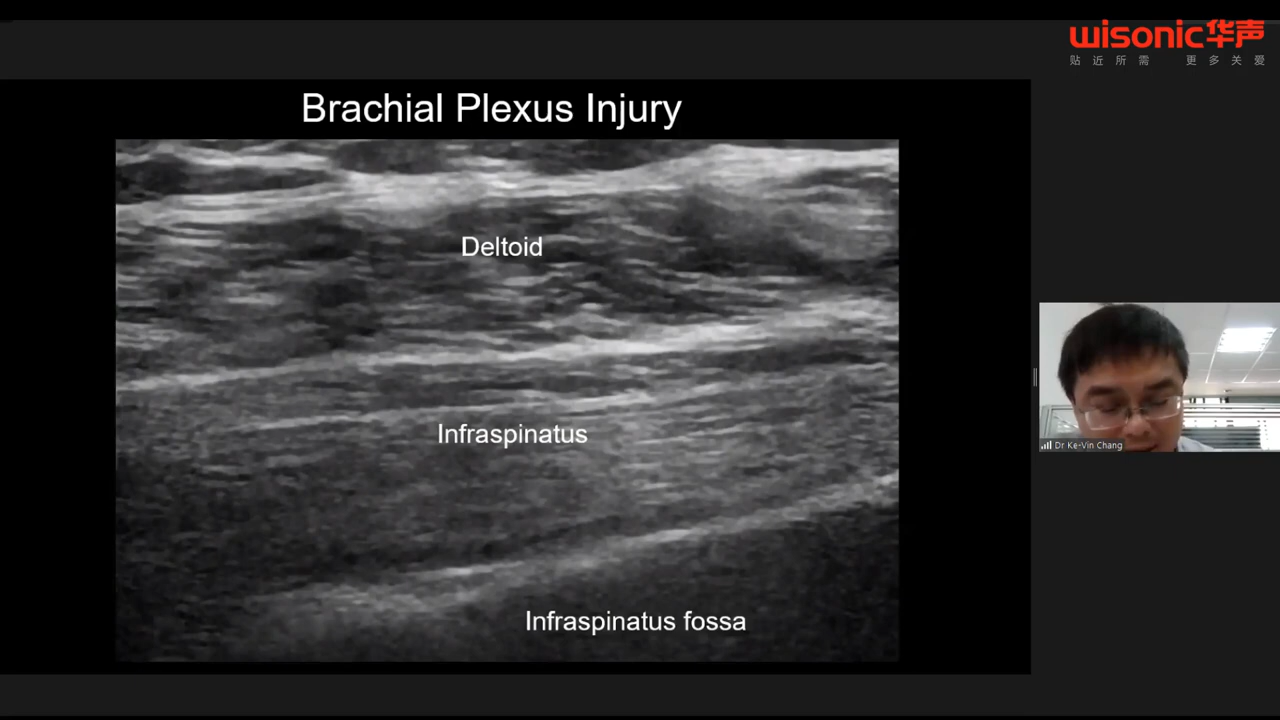 wisonic华声
贴近所需 更多关爱
Brachial Plexus Injury
Deltoid
Infraspinatus
Infraspinatus fossa
Dr Ke-Vin Chang